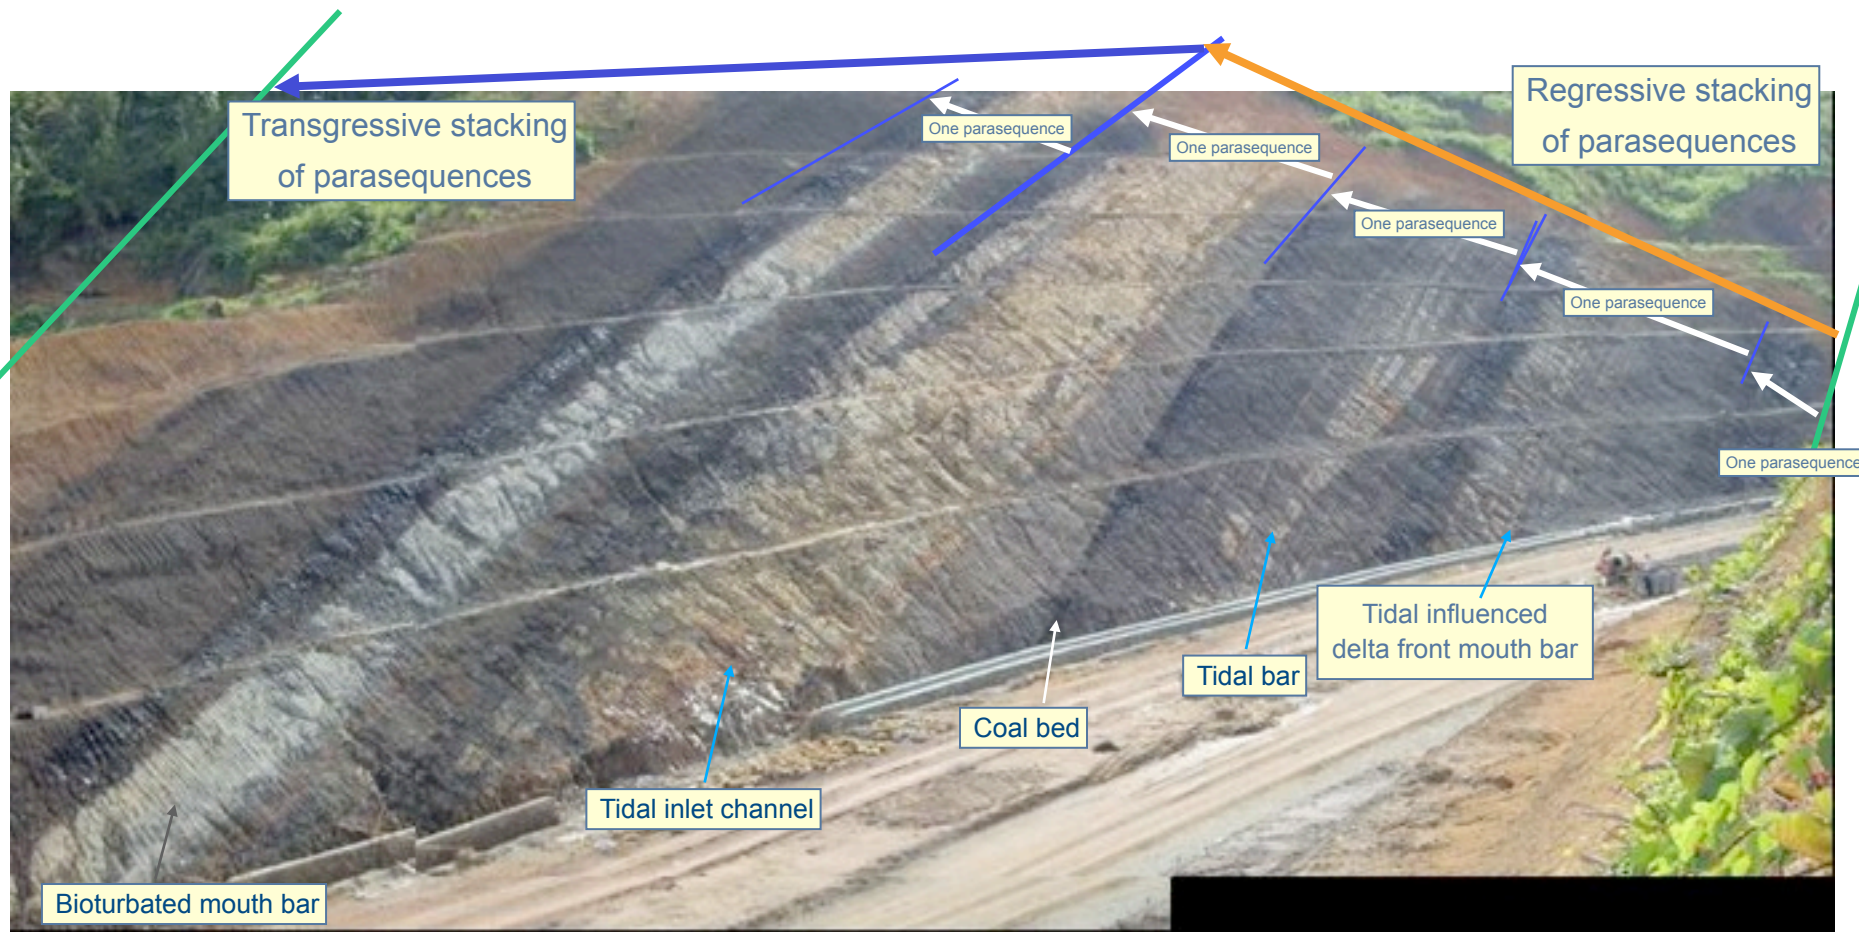 Transgressive stacking
of parasequences
One parasequence
One parasequence
Regressive stacking
of parasequences
One parasequence
One parasequence
One parasequence
Tidal influenced
delta front mouth bar
Tidal bar
Coal bed
Tidal inlet channel
Bioturbated mouth bar